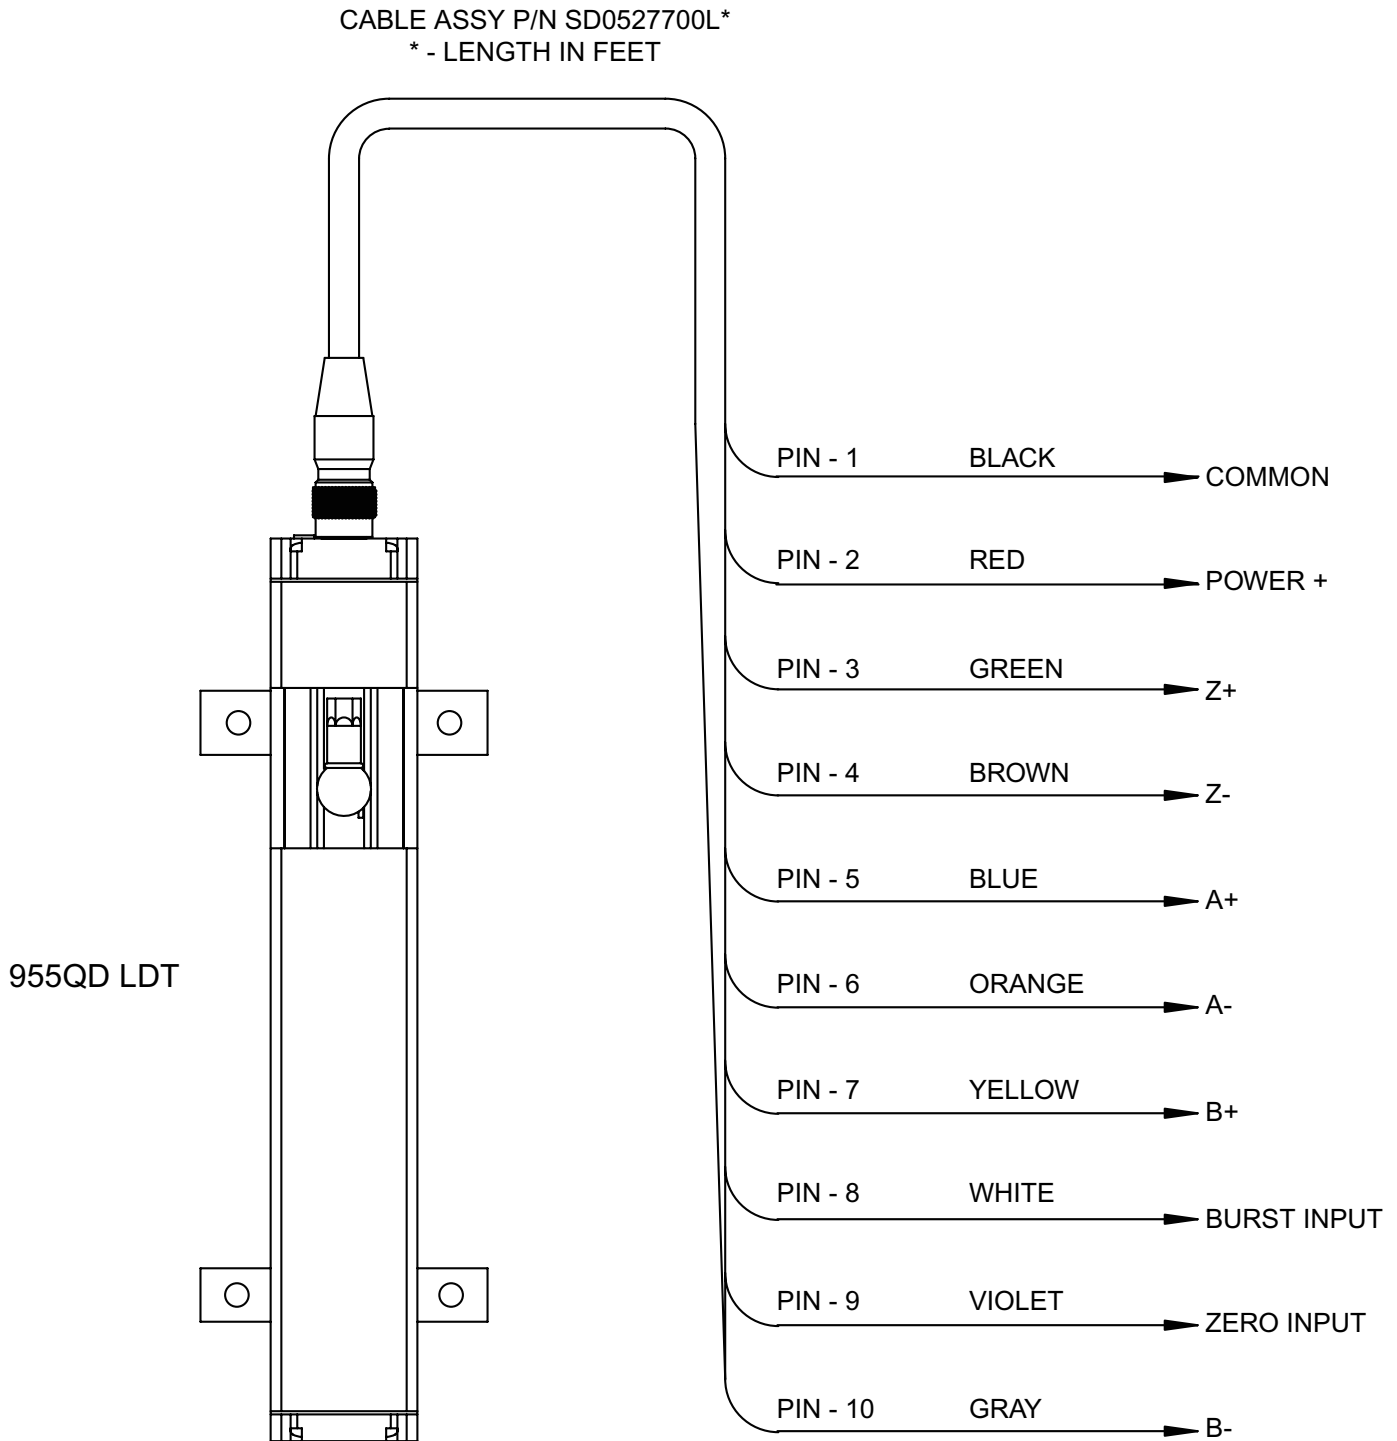 CABLE ASSY P/N SD0527700L*
* - LENGTH IN FEET
PIN - 1 BLACK COMMON
PIN - 2 RED POWER +
PIN - 3 GREEN Z+
PIN - 4 BROWN Z-
PIN - 5 BLUE A+
955QD LDT
PIN - 6 ORANGE A-
PIN - 7 YELLOW B+
PIN - 8 WHITE BURST INPUT
PIN - 9 VIOLET ZERO INPUT
PIN - 10 GRAY B-